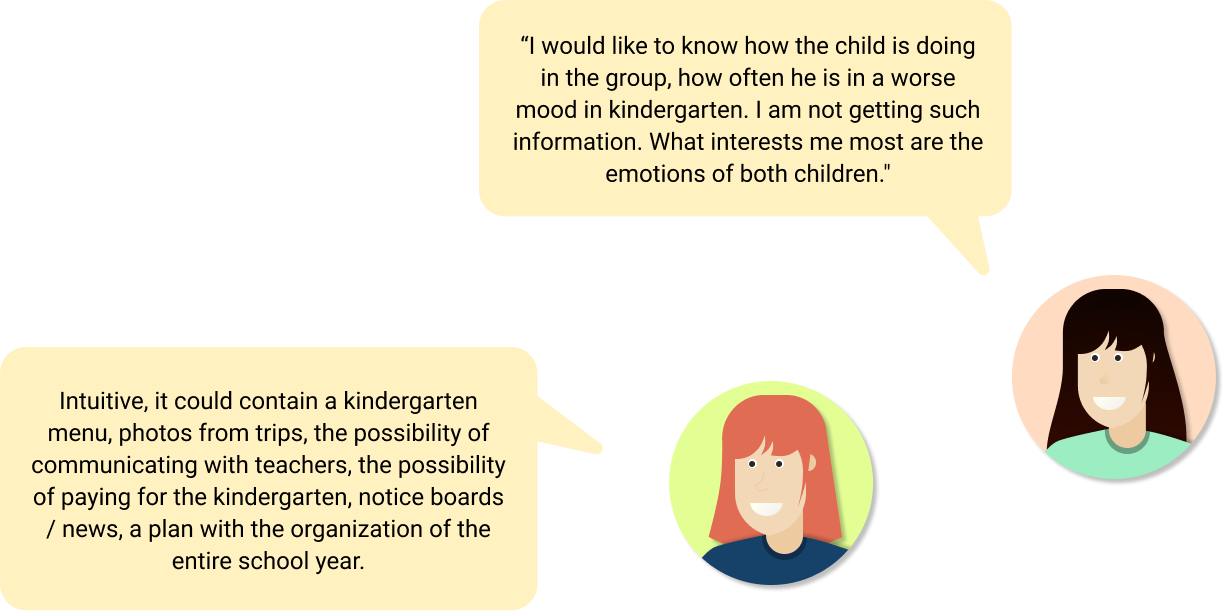 “I would like to know how the child is doing
in the group, how often he is in a worse
mood in kindergarten. I am not getting such
information. What interests me most are the
emotions of both children."
Intuitive, it could contain a kindergarten
menu, photos from trips, the possibility of
communicating with teachers, the possibility
of paying for the kindergarten, notice boards
/ news, a plan with the organization of the
entire school year.